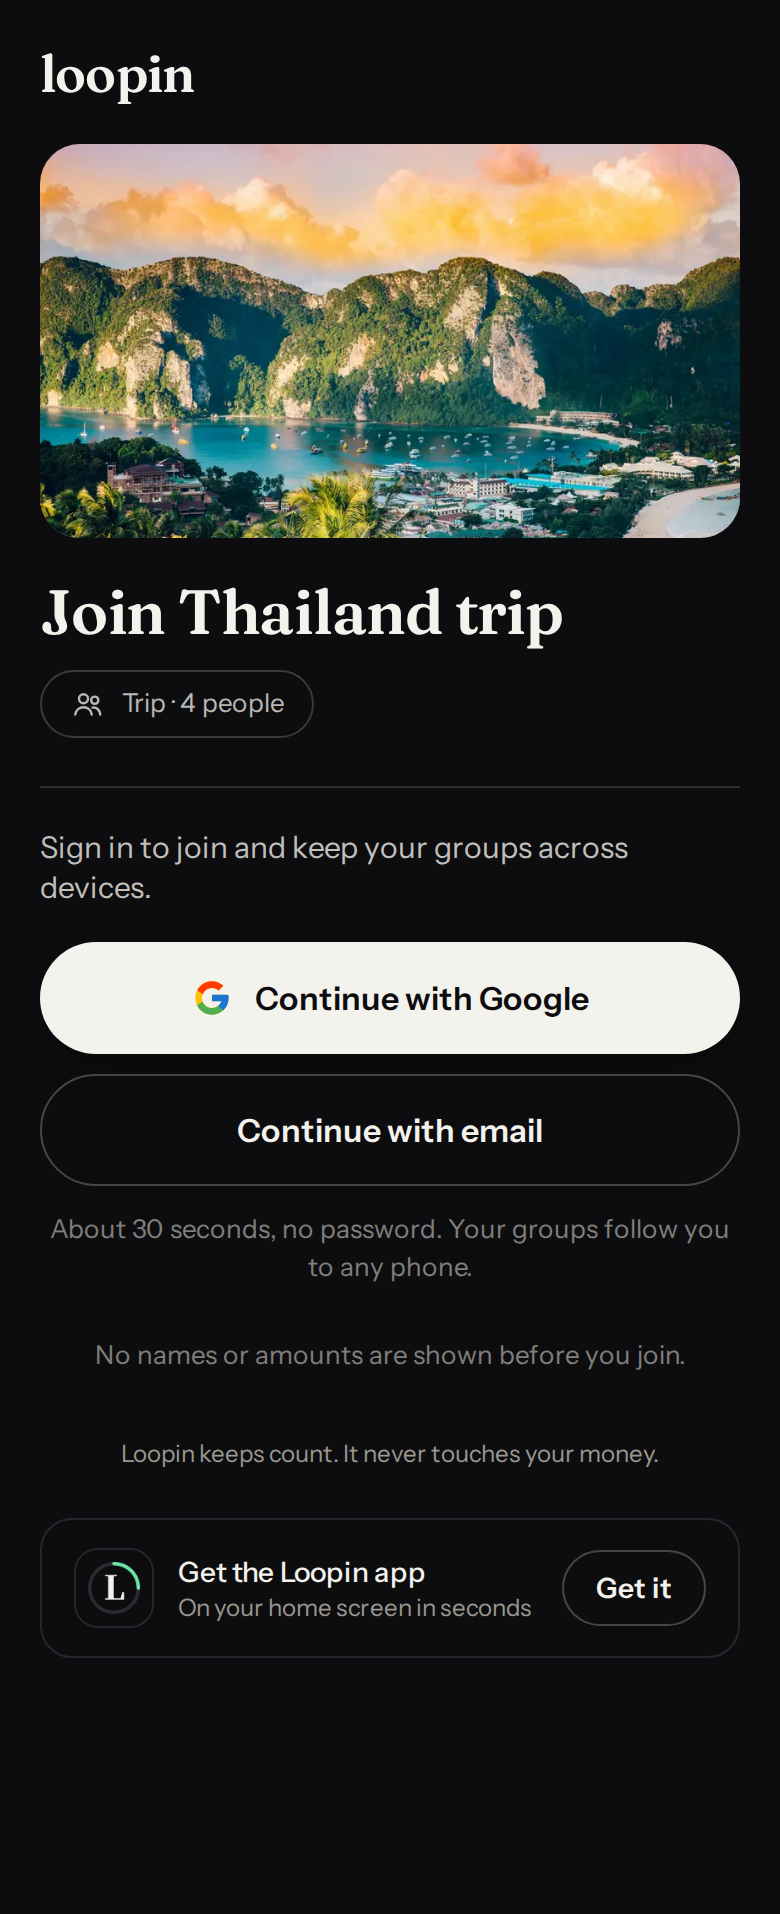 loopin
Join Thailand trip
Trip · 4 people
Sign in to join and keep your groups across
devices.
Continue with Google
Continue with email
About 30 seconds, no password. Your groups follow you
to any phone.
No names or amounts are shown before you join.
Loopin keeps count. It never touches your money.
L
Get the Loopin app
On your home screen in seconds
Get it